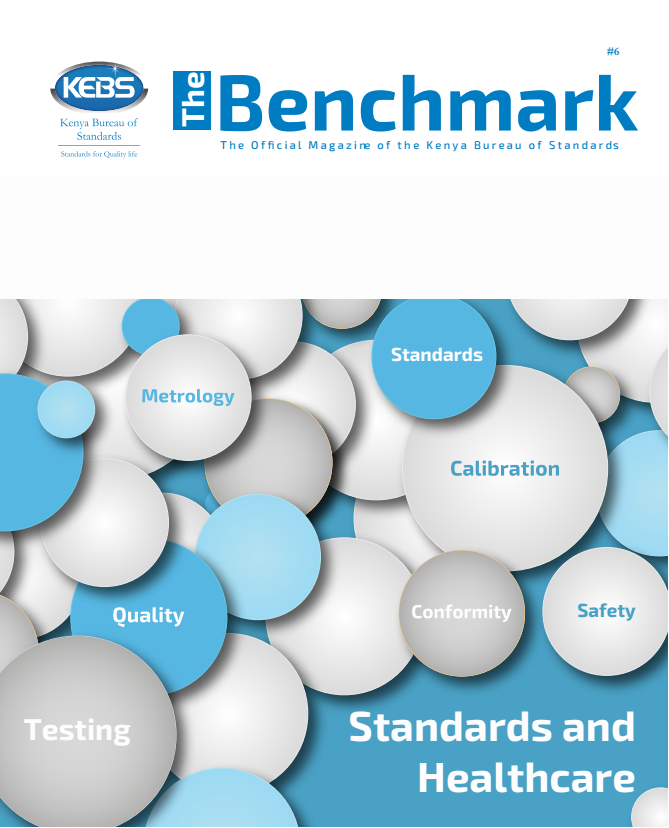 #6
KEBS
Kenya Bureau of
Standards
Standards for Quality life
The Benchmark
The Official Magazine of the Kenya Bureau of Standards
Standards
Metrology
Calibration
Quality
Conformity
Safety
Testing
Standards and
Healthcare